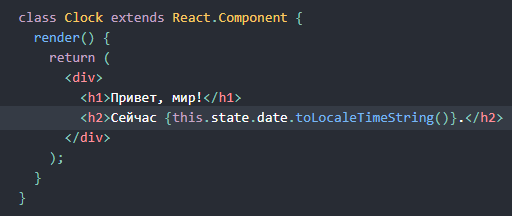 class Clock extends React.Component {
  render() {
    return (
      <div>
        <h1>Привет, мир!</h1>
        <h2>Сейчас {this.state.date.toLocaleTimeString()}.</h2>
      </div>
    );
  }
}